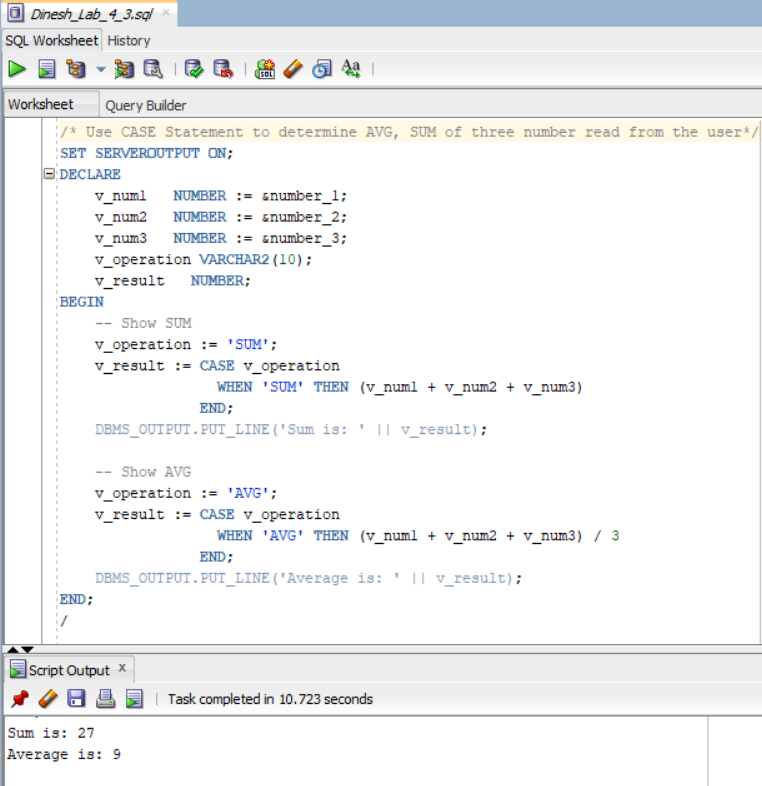 Dinesh_Lab_4_3.sql ×
SQL Worksheet History
SQL
Aa
Worksheet Query Builder
/* Use CASE Statement to determine AVG, SUM of three number read from the user*/
SET SERVEROUTPUT ON;
DECLARE
    v_num1   NUMBER := &number_1;
    v_num2   NUMBER := &number_2;
    v_num3   NUMBER := &number_3;
    v_operation VARCHAR2(10);
    v_result   NUMBER;
BEGIN
    -- Show SUM
    v_operation := 'SUM';
    v_result := CASE v_operation
                  WHEN 'SUM' THEN (v_num1 + v_num2 + v_num3)
                END;
    DBMS_OUTPUT.PUT_LINE('Sum is: ' || v_result);
    -- Show AVG
    v_operation := 'AVG';
    v_result := CASE v_operation
                  WHEN 'AVG' THEN (v_num1 + v_num2 + v_num3) / 3
                END;
    DBMS_OUTPUT.PUT_LINE('Average is: ' || v_result);
END;
/
Script Output ×
Task completed in 10.723 seconds
Sum is: 27
Average is: 9